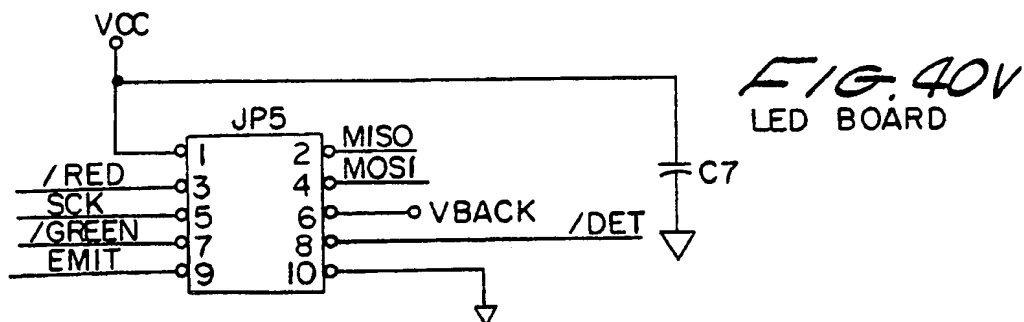 VCC
FIG. 40V
LED BOARD
JP5
1 2 MISO
/RED 3 4 MOSI
SCK 5 6 VBACK
/GREEN 7 8 /DET
EMIT 9 10
C7